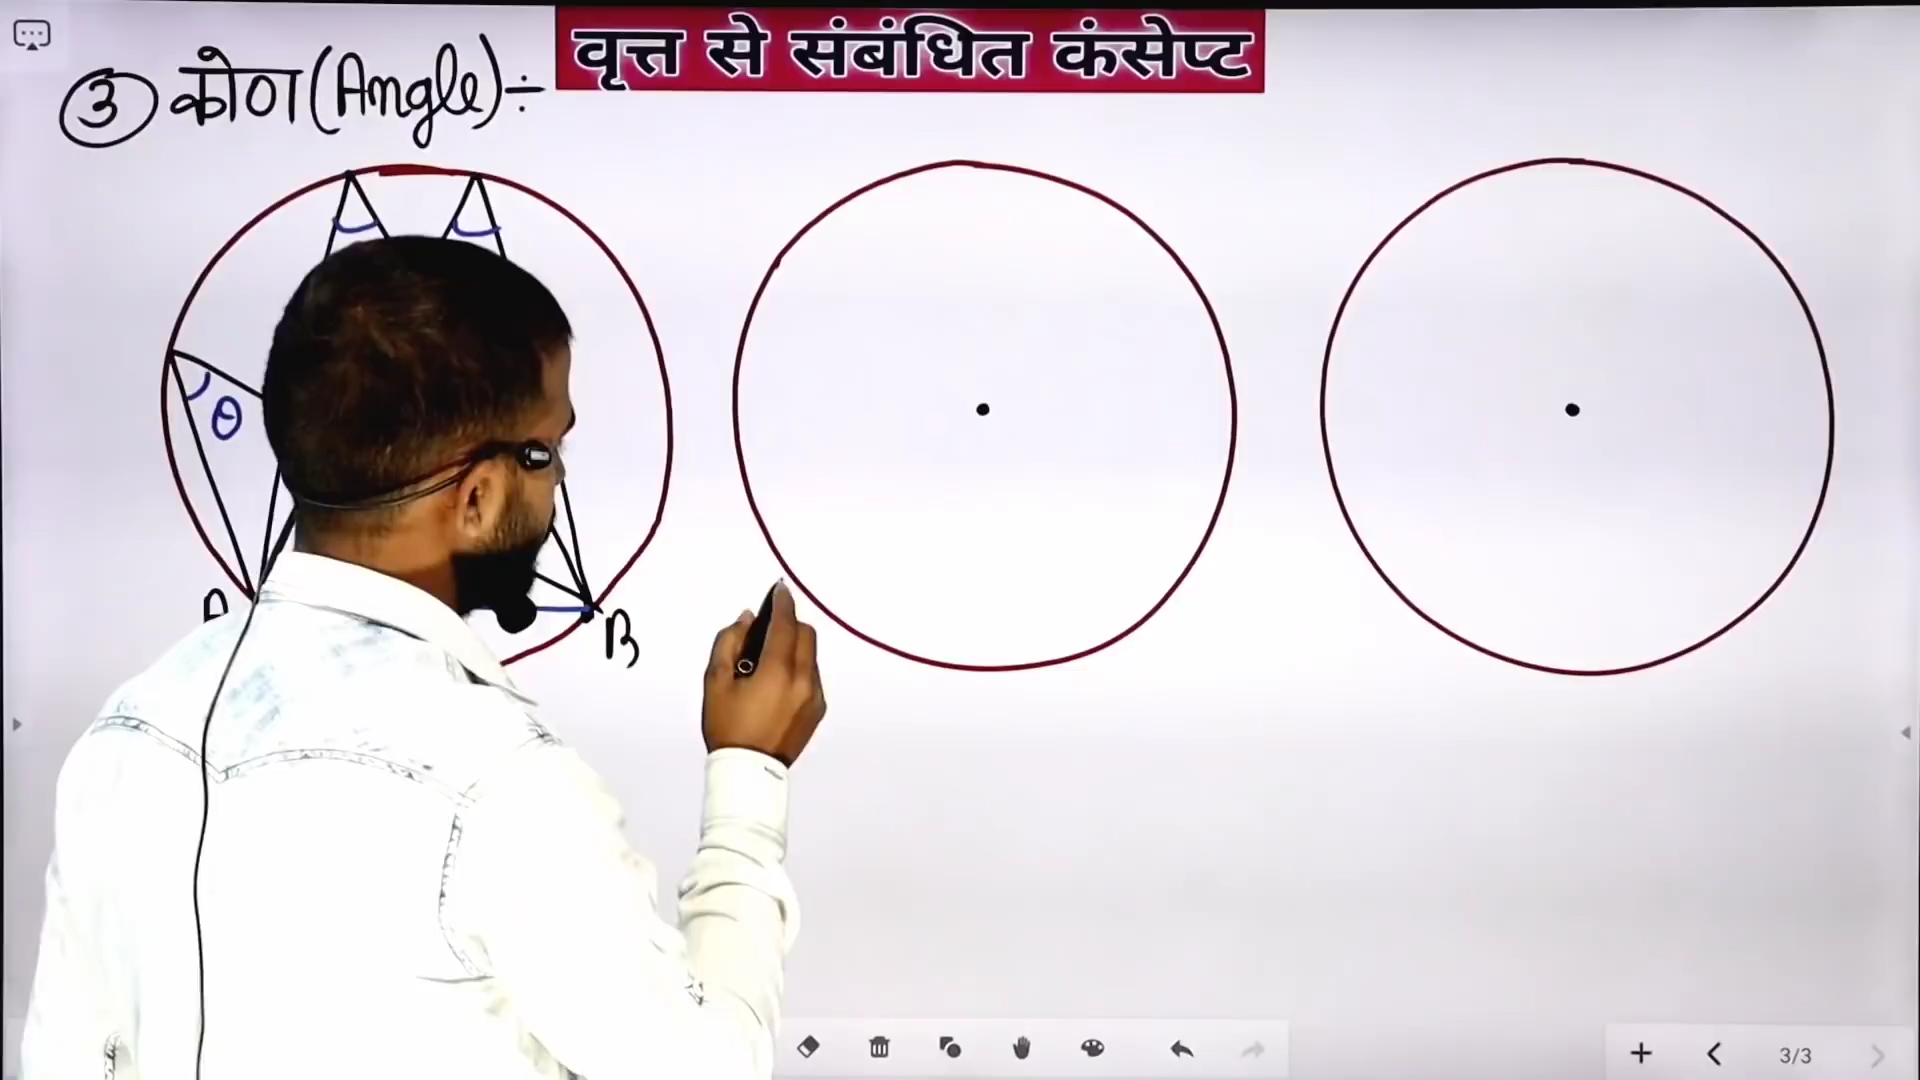 वृत्त से संबंधित कंसेप्ट
③ कोण (Angle) ÷
θ
A
B
3/3